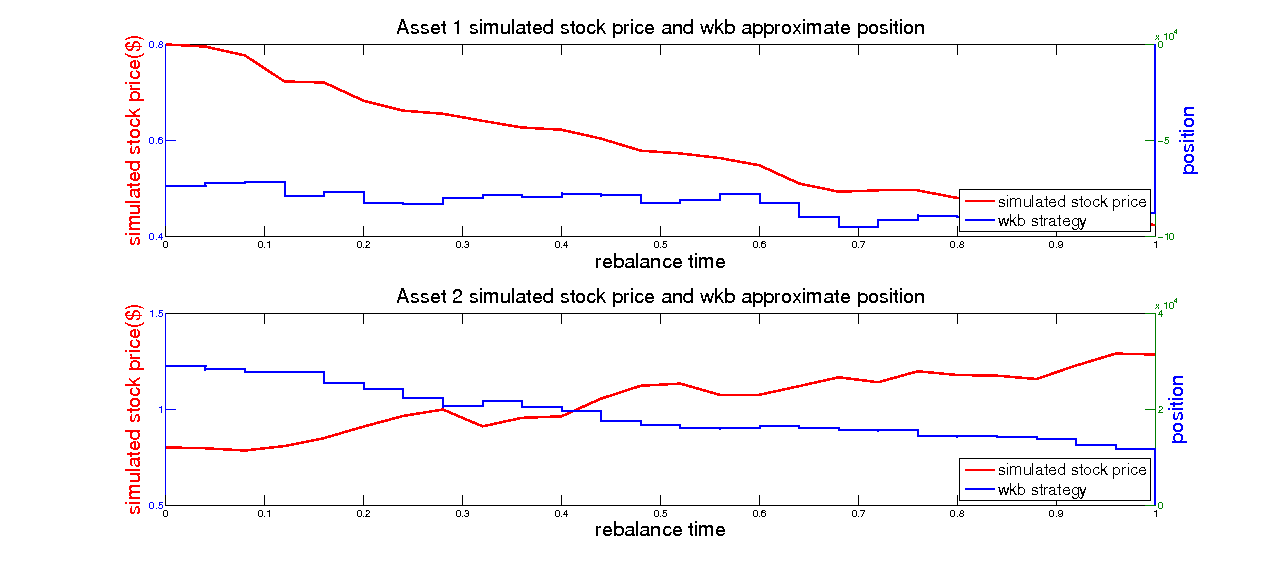 Asset 1 simulated stock price and wkb approximate position
x 10^4
0.8
0.6
0.4
simulated stock price($)
0
-5
-10
position
simulated stock price
wkb strategy
0 0.1 0.2 0.3 0.4 0.5 0.6 0.7 0.8 0.9 1
rebalance time
Asset 2 simulated stock price and wkb approximate position
x 10^4
1.5
1
0.5
simulated stock price($)
4
2
0
position
simulated stock price
wkb strategy
0 0.1 0.2 0.3 0.4 0.5 0.6 0.7 0.8 0.9 1
rebalance time